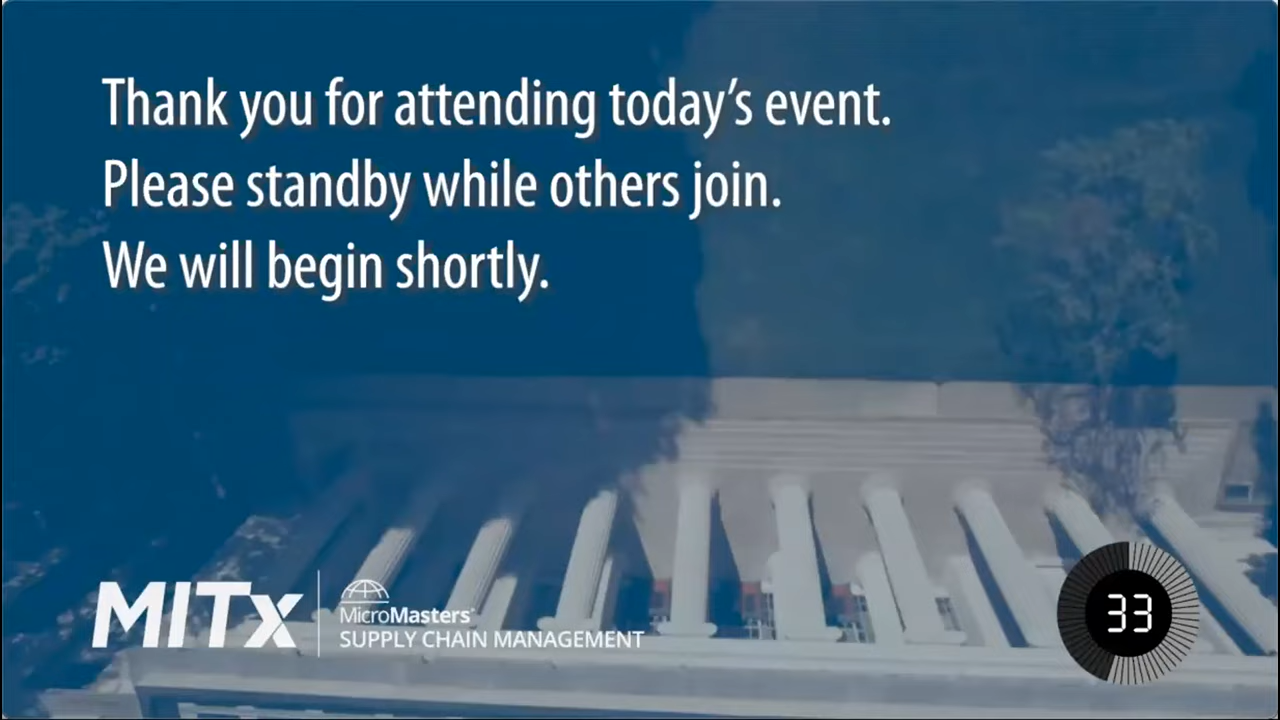 Thank you for attending today's event.
Please standby while others join.
We will begin shortly.
MITx
MicroMasters
SUPPLY CHAIN MANAGEMENT
33